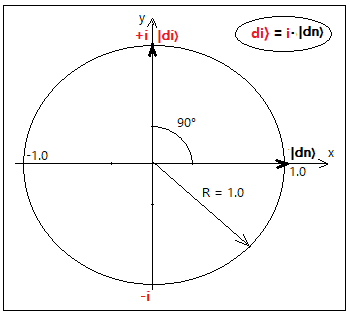 y
+i |di⟩
di⟩ = i· |dn⟩
90°
-1.0
|dn⟩ x
1.0
R = 1.0
-i